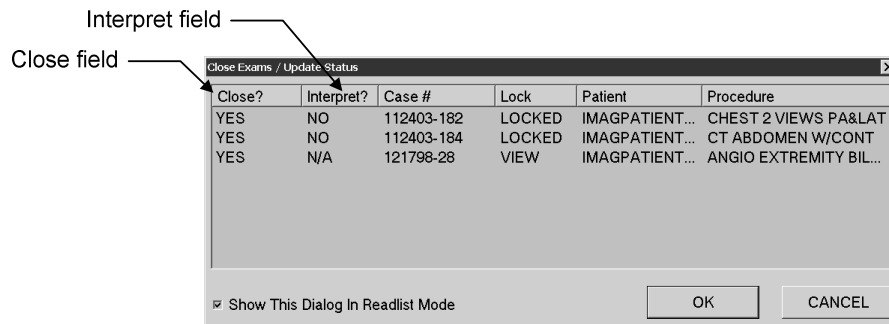 Interpret field
Close field
Close Exams / Update Status
Close? Interpret? Case # Lock Patient Procedure
YES NO 112403-182 LOCKED IMAGPATIENT... CHEST 2 VIEWS PA&LAT
YES NO 112403-184 LOCKED IMAGPATIENT... CT ABDOMEN W/CONT
YES N/A 121798-28 VIEW IMAGPATIENT... ANGIO EXTREMITY BIL...
Show This Dialog In Readlist Mode OK CANCEL